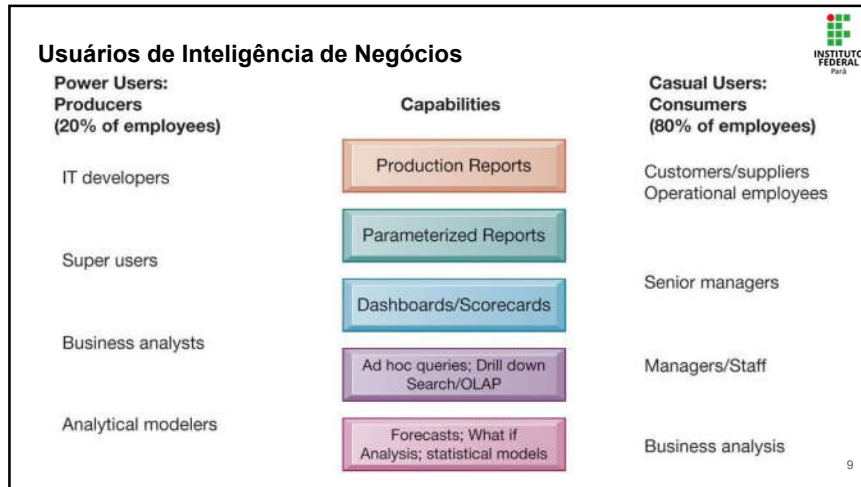 Usuários de Inteligência de Negócios
INSTITUTO
FEDERAL
Pará
Power Users:
Producers
(20% of employees)
IT developers
Super users
Business analysts
Analytical modelers
Capabilities
Production Reports
Parameterized Reports
Dashboards/Scorecards
Ad hoc queries; Drill down
Search/OLAP
Forecasts; What if
Analysis; statistical models
Casual Users:
Consumers
(80% of employees)
Customers/suppliers
Operational employees
Senior managers
Managers/Staff
Business analysis
9